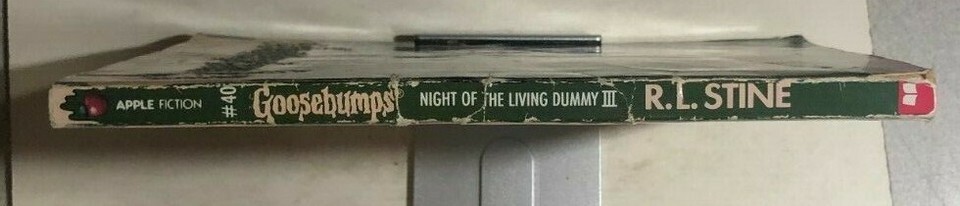 APPLE FICTION
#40
Goosebumps
NIGHT OF THE LIVING DUMMY III
R.L. STINE